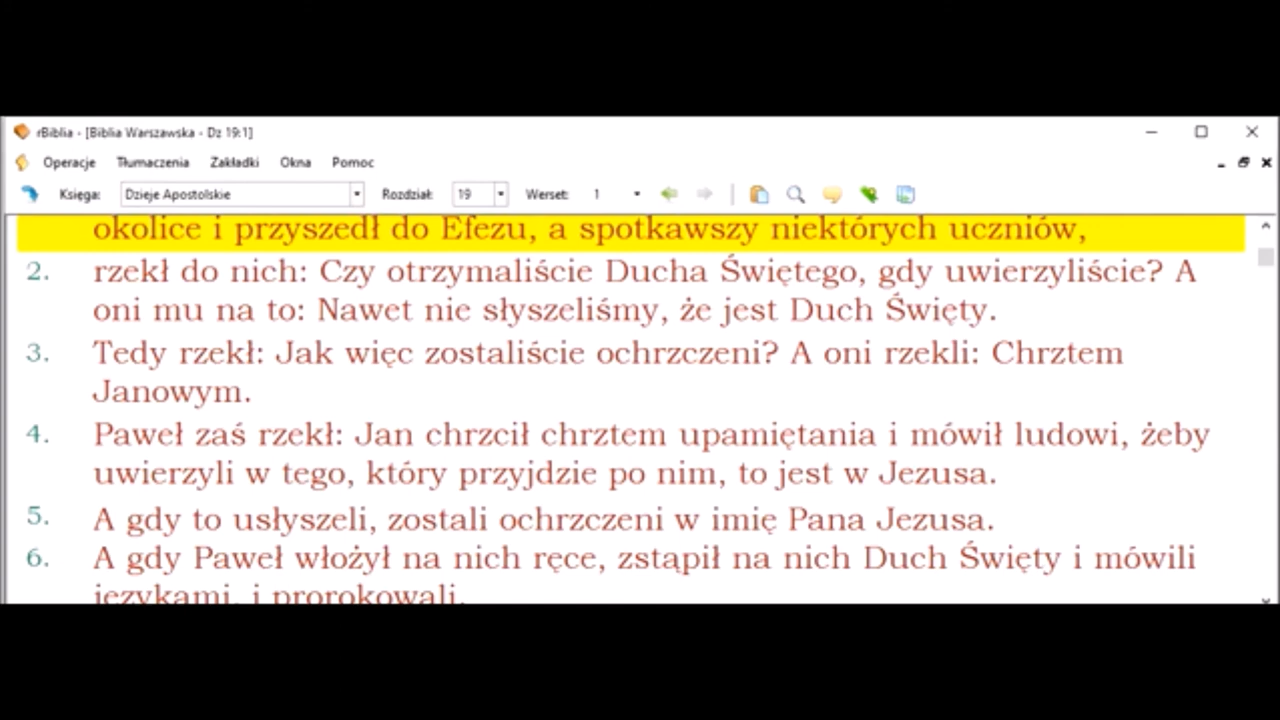 rBiblia - [Biblia Warszawska - Dz 19:1]
Operacje Tłumaczenia Zakładki Okna Pomoc
Księga: Dzieje Apostolskie Rozdział: 19 Werset: 1
okolice i przyszedł do Efezu, a spotkawszy niektórych uczniów,
2. rzekł do nich: Czy otrzymaliście Ducha Świętego, gdy uwierzyliście? A
oni mu na to: Nawet nie słyszeliśmy, że jest Duch Święty.
3. Tedy rzekł: Jak więc zostaliście ochrzczeni? A oni rzekli: Chrztem
Janowym.
4. Paweł zaś rzekł: Jan chrzcił chrztem upamiętania i mówił ludowi, żeby
uwierzyli w tego, który przyjdzie po nim, to jest w Jezusa.
5. A gdy to usłyszeli, zostali ochrzczeni w imię Pana Jezusa.
6. A gdy Paweł włożył na nich ręce, zstąpił na nich Duch Święty i mówili
językami, i prorokowali.